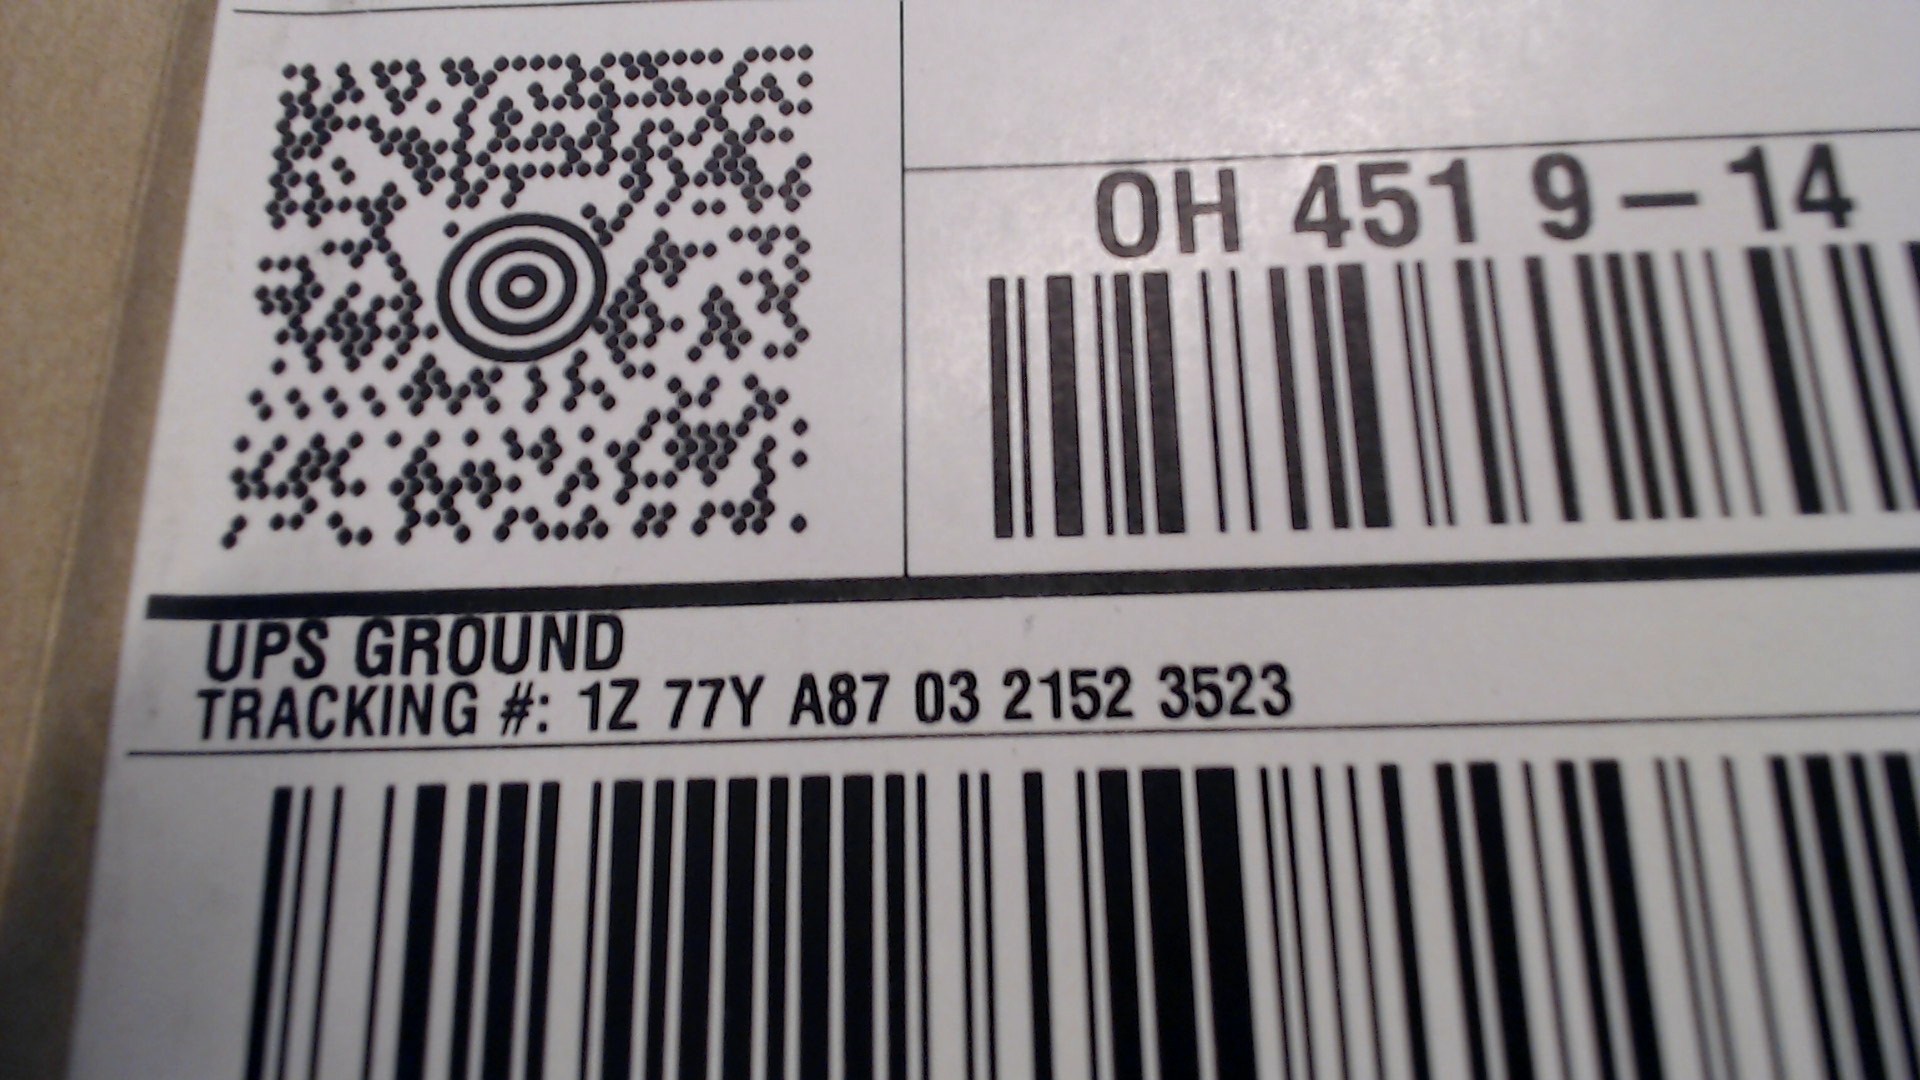 OH 451 9-14
UPS GROUND
TRACKING #: 1Z 77Y A87 03 2152 3523